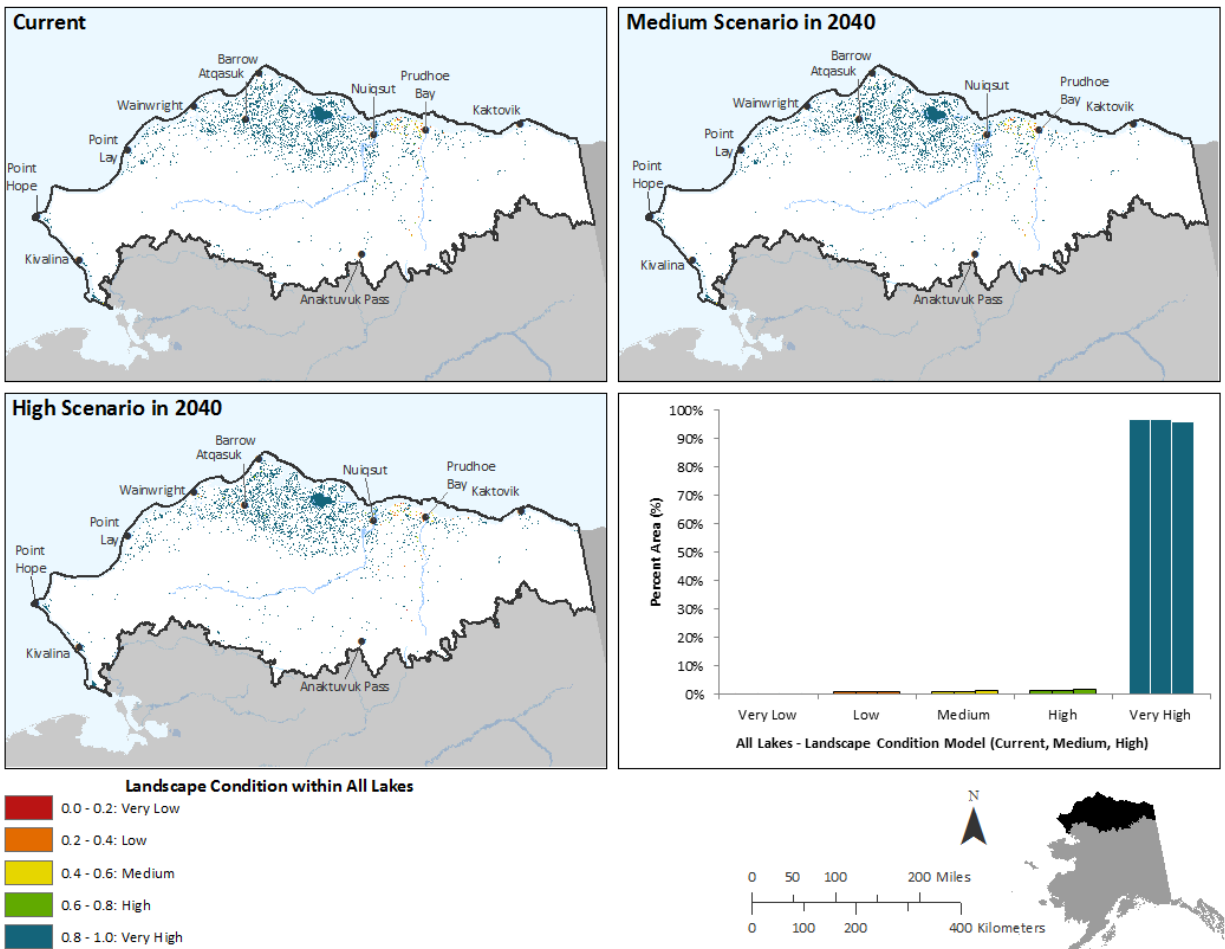 Current
Barrow
Atqasuk
Wainwright
Nuiqsut
Prudhoe
Bay
Kaktovik
Point
Lay
Point
Hope
Kivalina
Anaktuvuk Pass
Medium Scenario in 2040
Barrow
Atqasuk
Wainwright
Nuiqsut
Prudhoe
Bay
Kaktovik
Point
Lay
Point
Hope
Kivalina
Anaktuvuk Pass
High Scenario in 2040
Barrow
Atqasuk
Wainwright
Nuiqsut
Prudhoe
Bay
Kaktovik
Point
Lay
Point
Hope
Kivalina
Anaktuvuk Pass
100%
90%
80%
70%
60%
50%
40%
30%
20%
10%
0%
Percent Area (%)
Very Low Low Medium High Very High
All Lakes - Landscape Condition Model (Current, Medium, High)
Landscape Condition within All Lakes
0.0 - 0.2: Very Low
0.2 - 0.4: Low
0.4 - 0.6: Medium
0.6 - 0.8: High
0.8 - 1.0: Very High
N
0 50 100 200 Miles
0 100 200 400 Kilometers